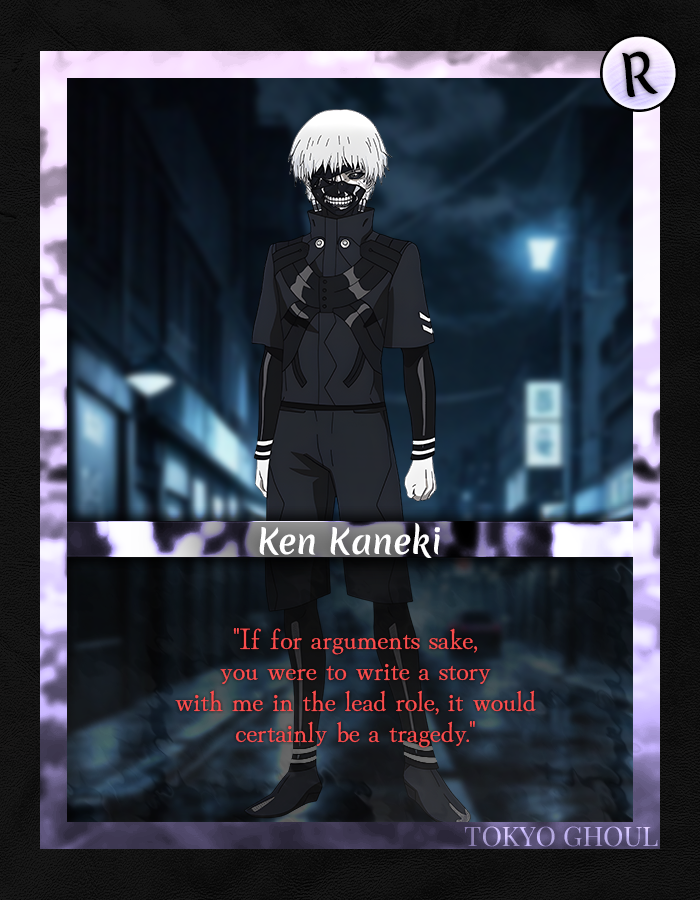 R
Ken Kaneki
"If for arguments sake,
you were to write a story
with me in the lead role, it would
certainly be a tragedy."
TOKYO GHOUL